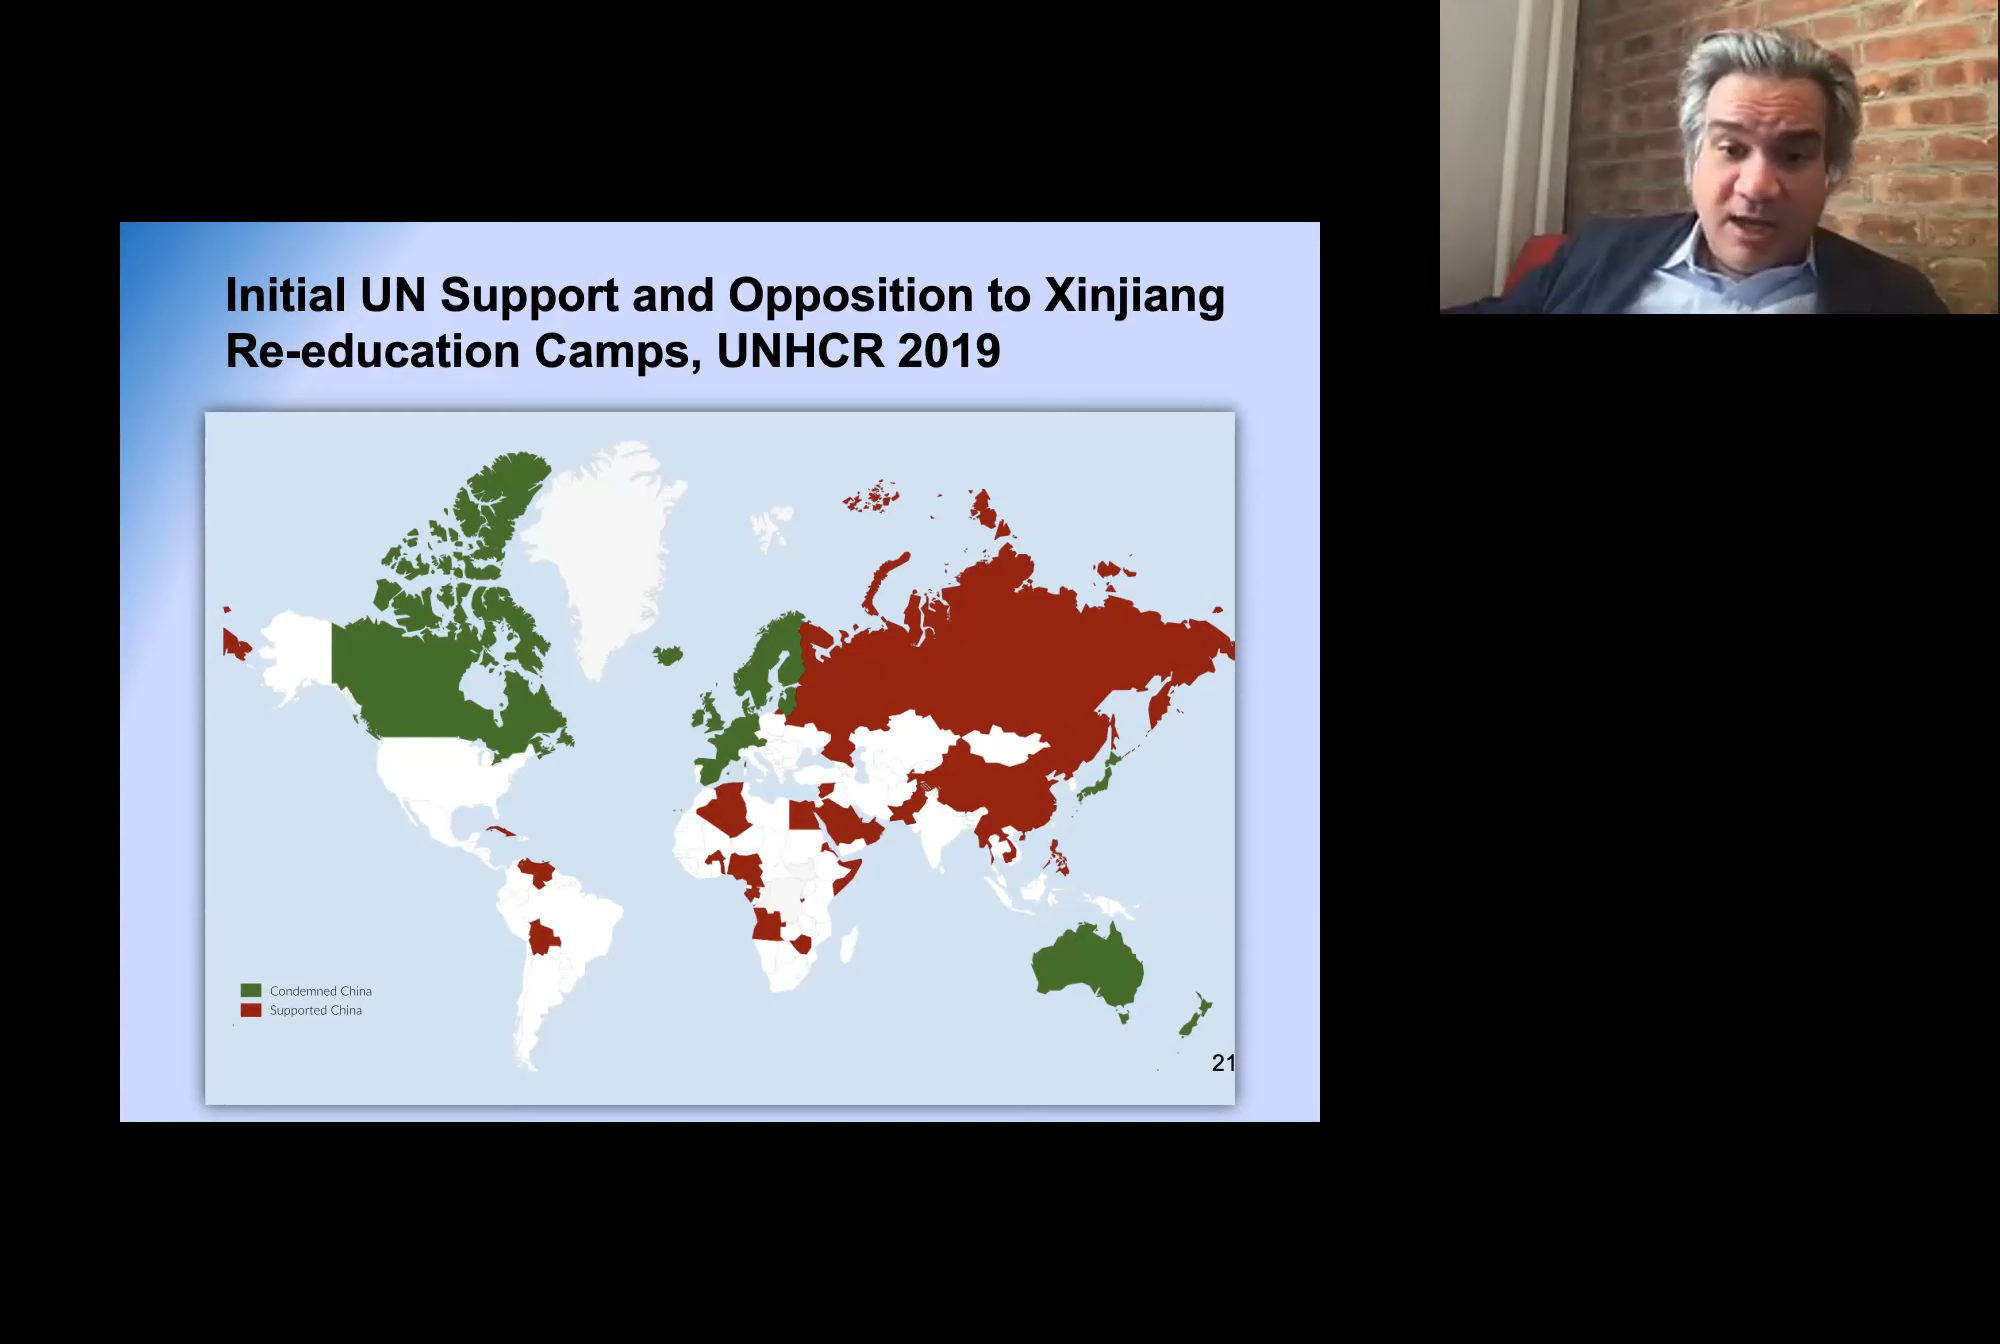 Initial UN Support and Opposition to Xinjiang
Re-education Camps, UNHCR 2019
Condemned China
Supported China
21